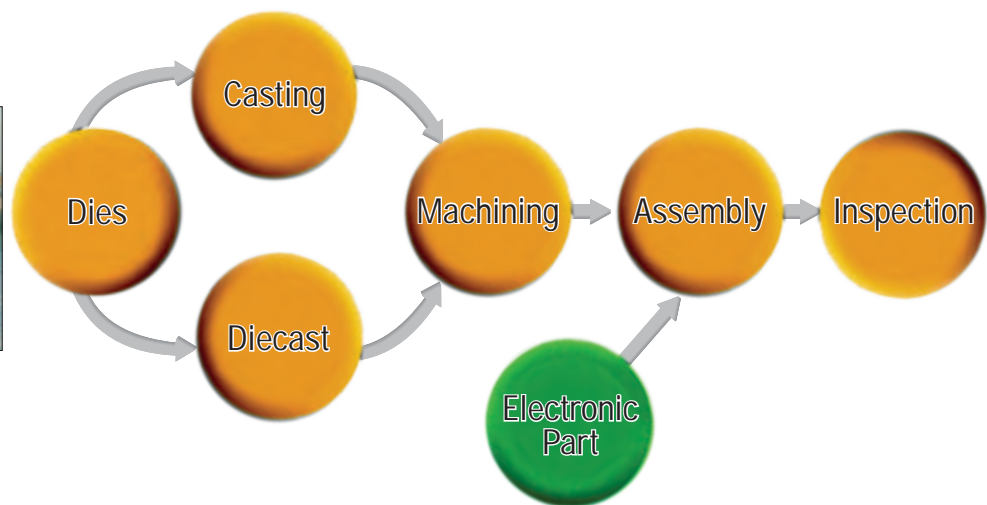 Casting
Dies
Machining
Assembly
Inspection
Diecast
Electronic
Part